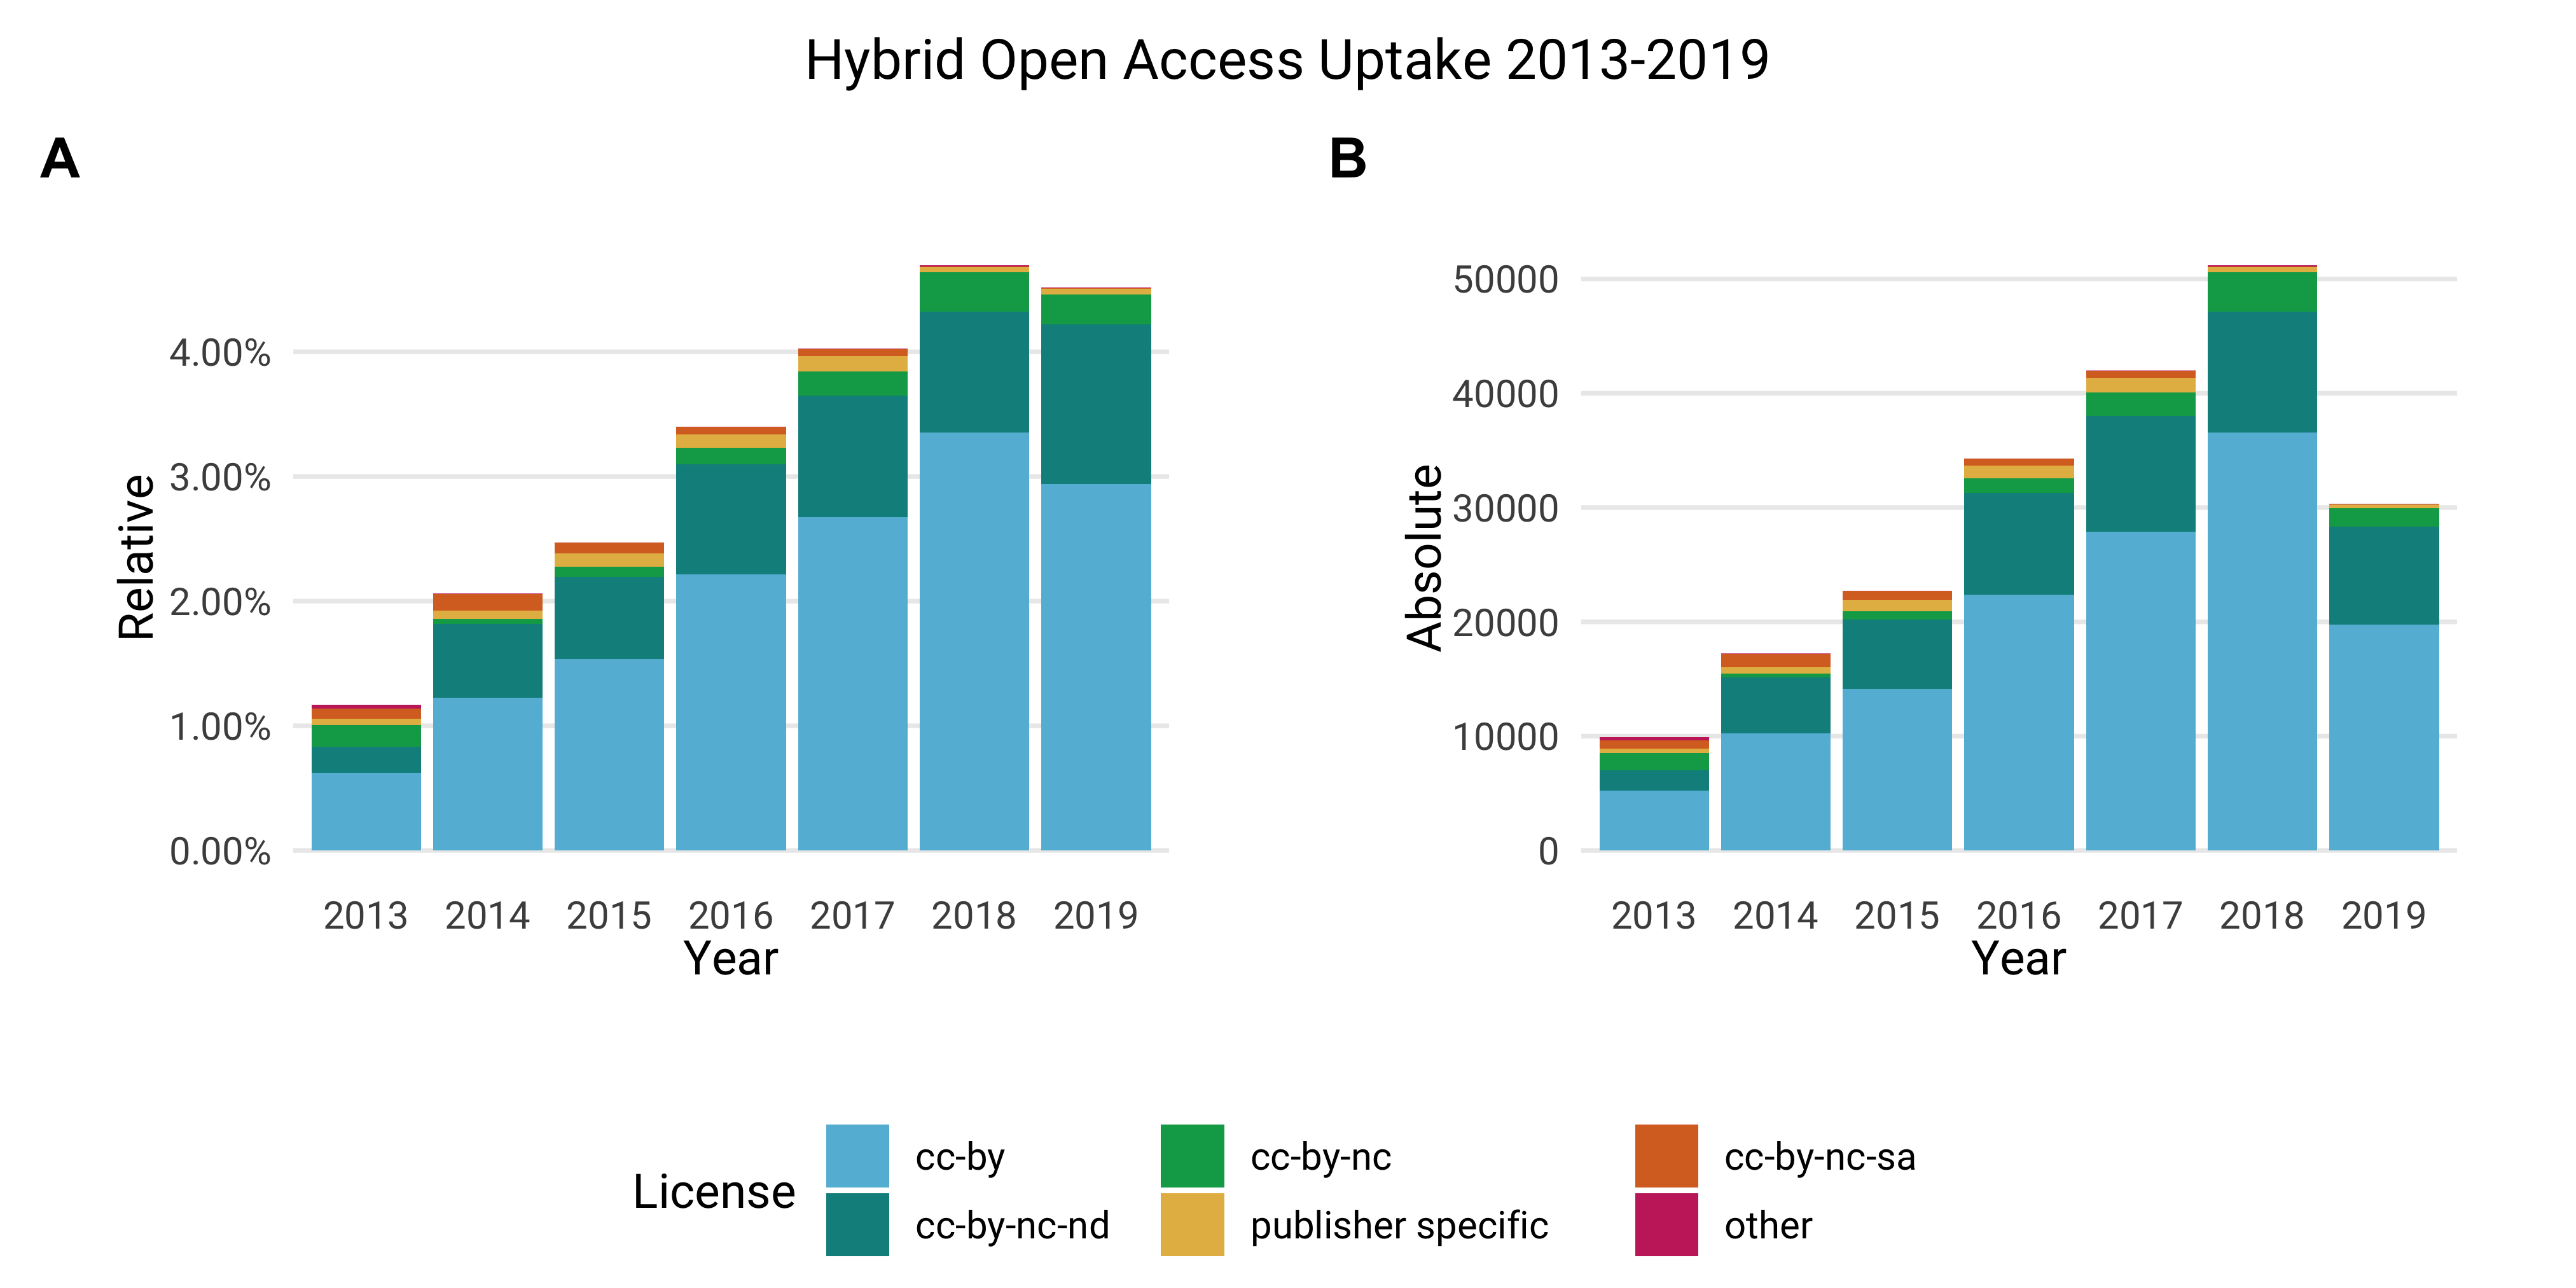 Hybrid Open Access Uptake 2013-2019
A
Relative
4.00%
3.00%
2.00%
1.00%
0.00%
2013 2014 2015 2016 2017 2018 2019
Year
B
Absolute
50000
40000
30000
20000
10000
0
2013 2014 2015 2016 2017 2018 2019
Year
License
cc-by
cc-by-nc-nd
cc-by-nc
publisher specific
cc-by-nc-sa
other